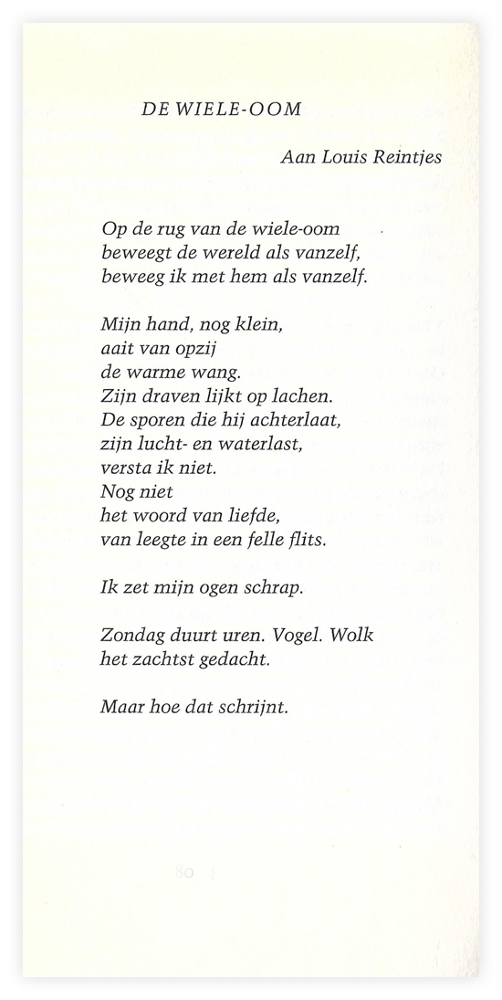 DE WIELE-OOM
Aan Louis Reintjes
Op de rug van de wiele-oom
beweegt de wereld als vanzelf,
beweeg ik met hem als vanzelf.
Mijn hand, nog klein,
aait van opzij
de warme wang.
Zijn draven lijkt op lachen.
De sporen die hij achterlaat,
zijn lucht- en waterlast,
versta ik niet.
Nog niet
het woord van liefde,
van leegte in een felle flits.
Ik zet mijn ogen schrap.
Zondag duurt uren. Vogel. Wolk
het zachtst gedacht.
Maar hoe dat schrijnt.
80